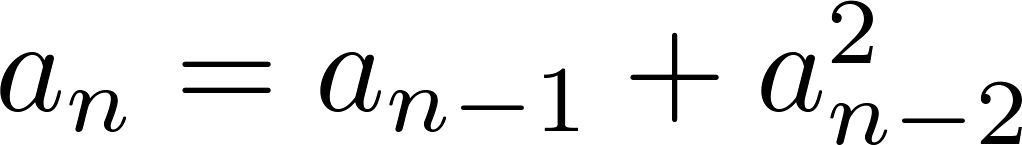 $a_n = a_{n-1} + a_{n-2}^2$